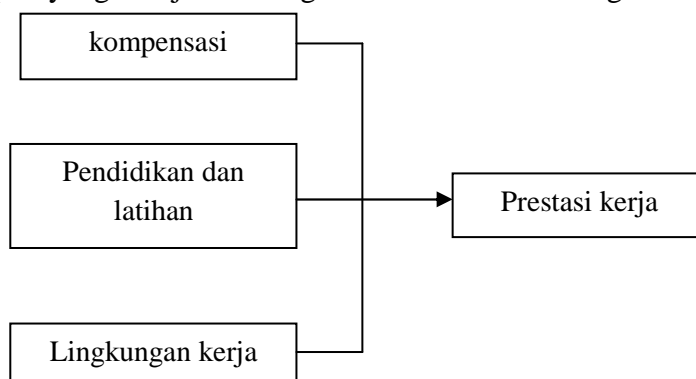 kompensasi
Pendidikan dan
latihan
Prestasi kerja
Lingkungan kerja